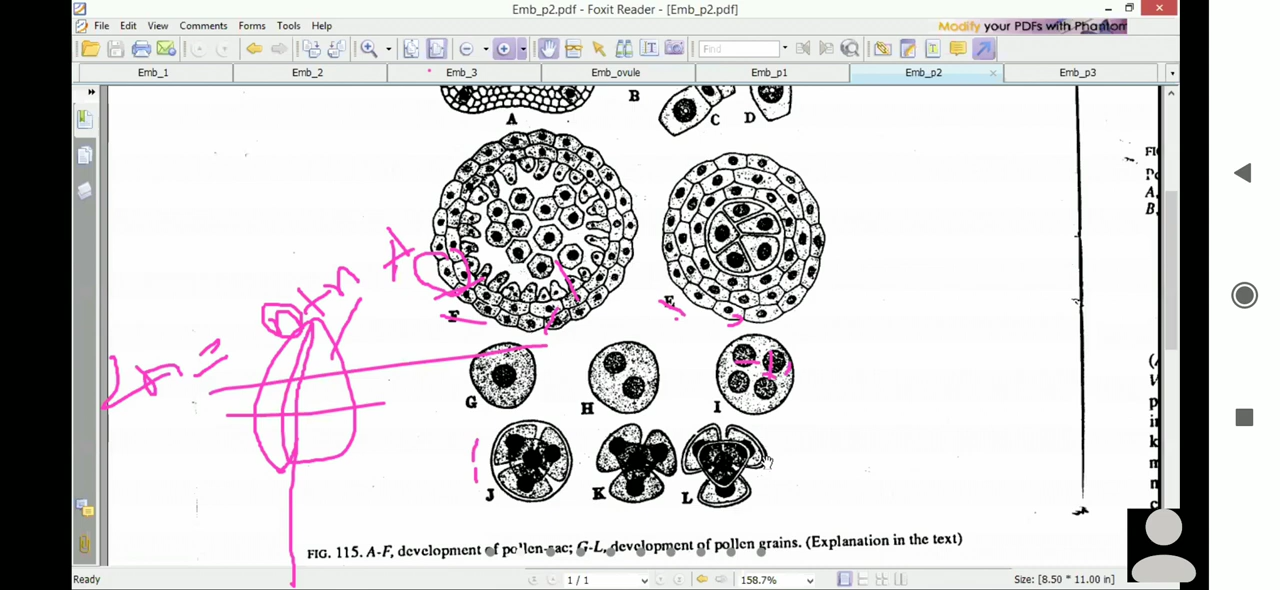 Emb_p2.pdf - Foxit Reader - [Emb_p2.pdf]
File Edit View Comments Forms Tools Help
Modify your PDFs with Phantom
Find
Emb_1 Emb_2 Emb_3 Emb_ovule Emb_p1 Emb_p2 Emb_p3
A B C D
F E
G H I
J K L
2n =
FIG. 115. A-F, development of pollen-sac; G-L, development of pollen grains. (Explanation in the text)
Ready 1 / 1 158.7% Size: [8.50 * 11.00 in]